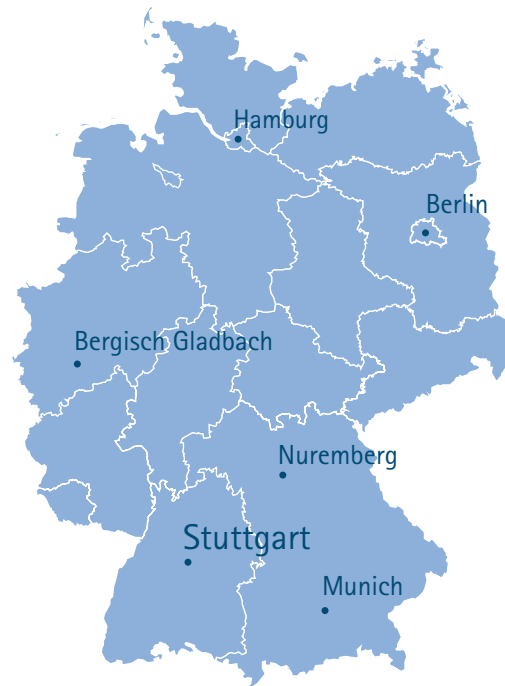 Hamburg
Berlin
Bergisch Gladbach
Nuremberg
Stuttgart
Munich